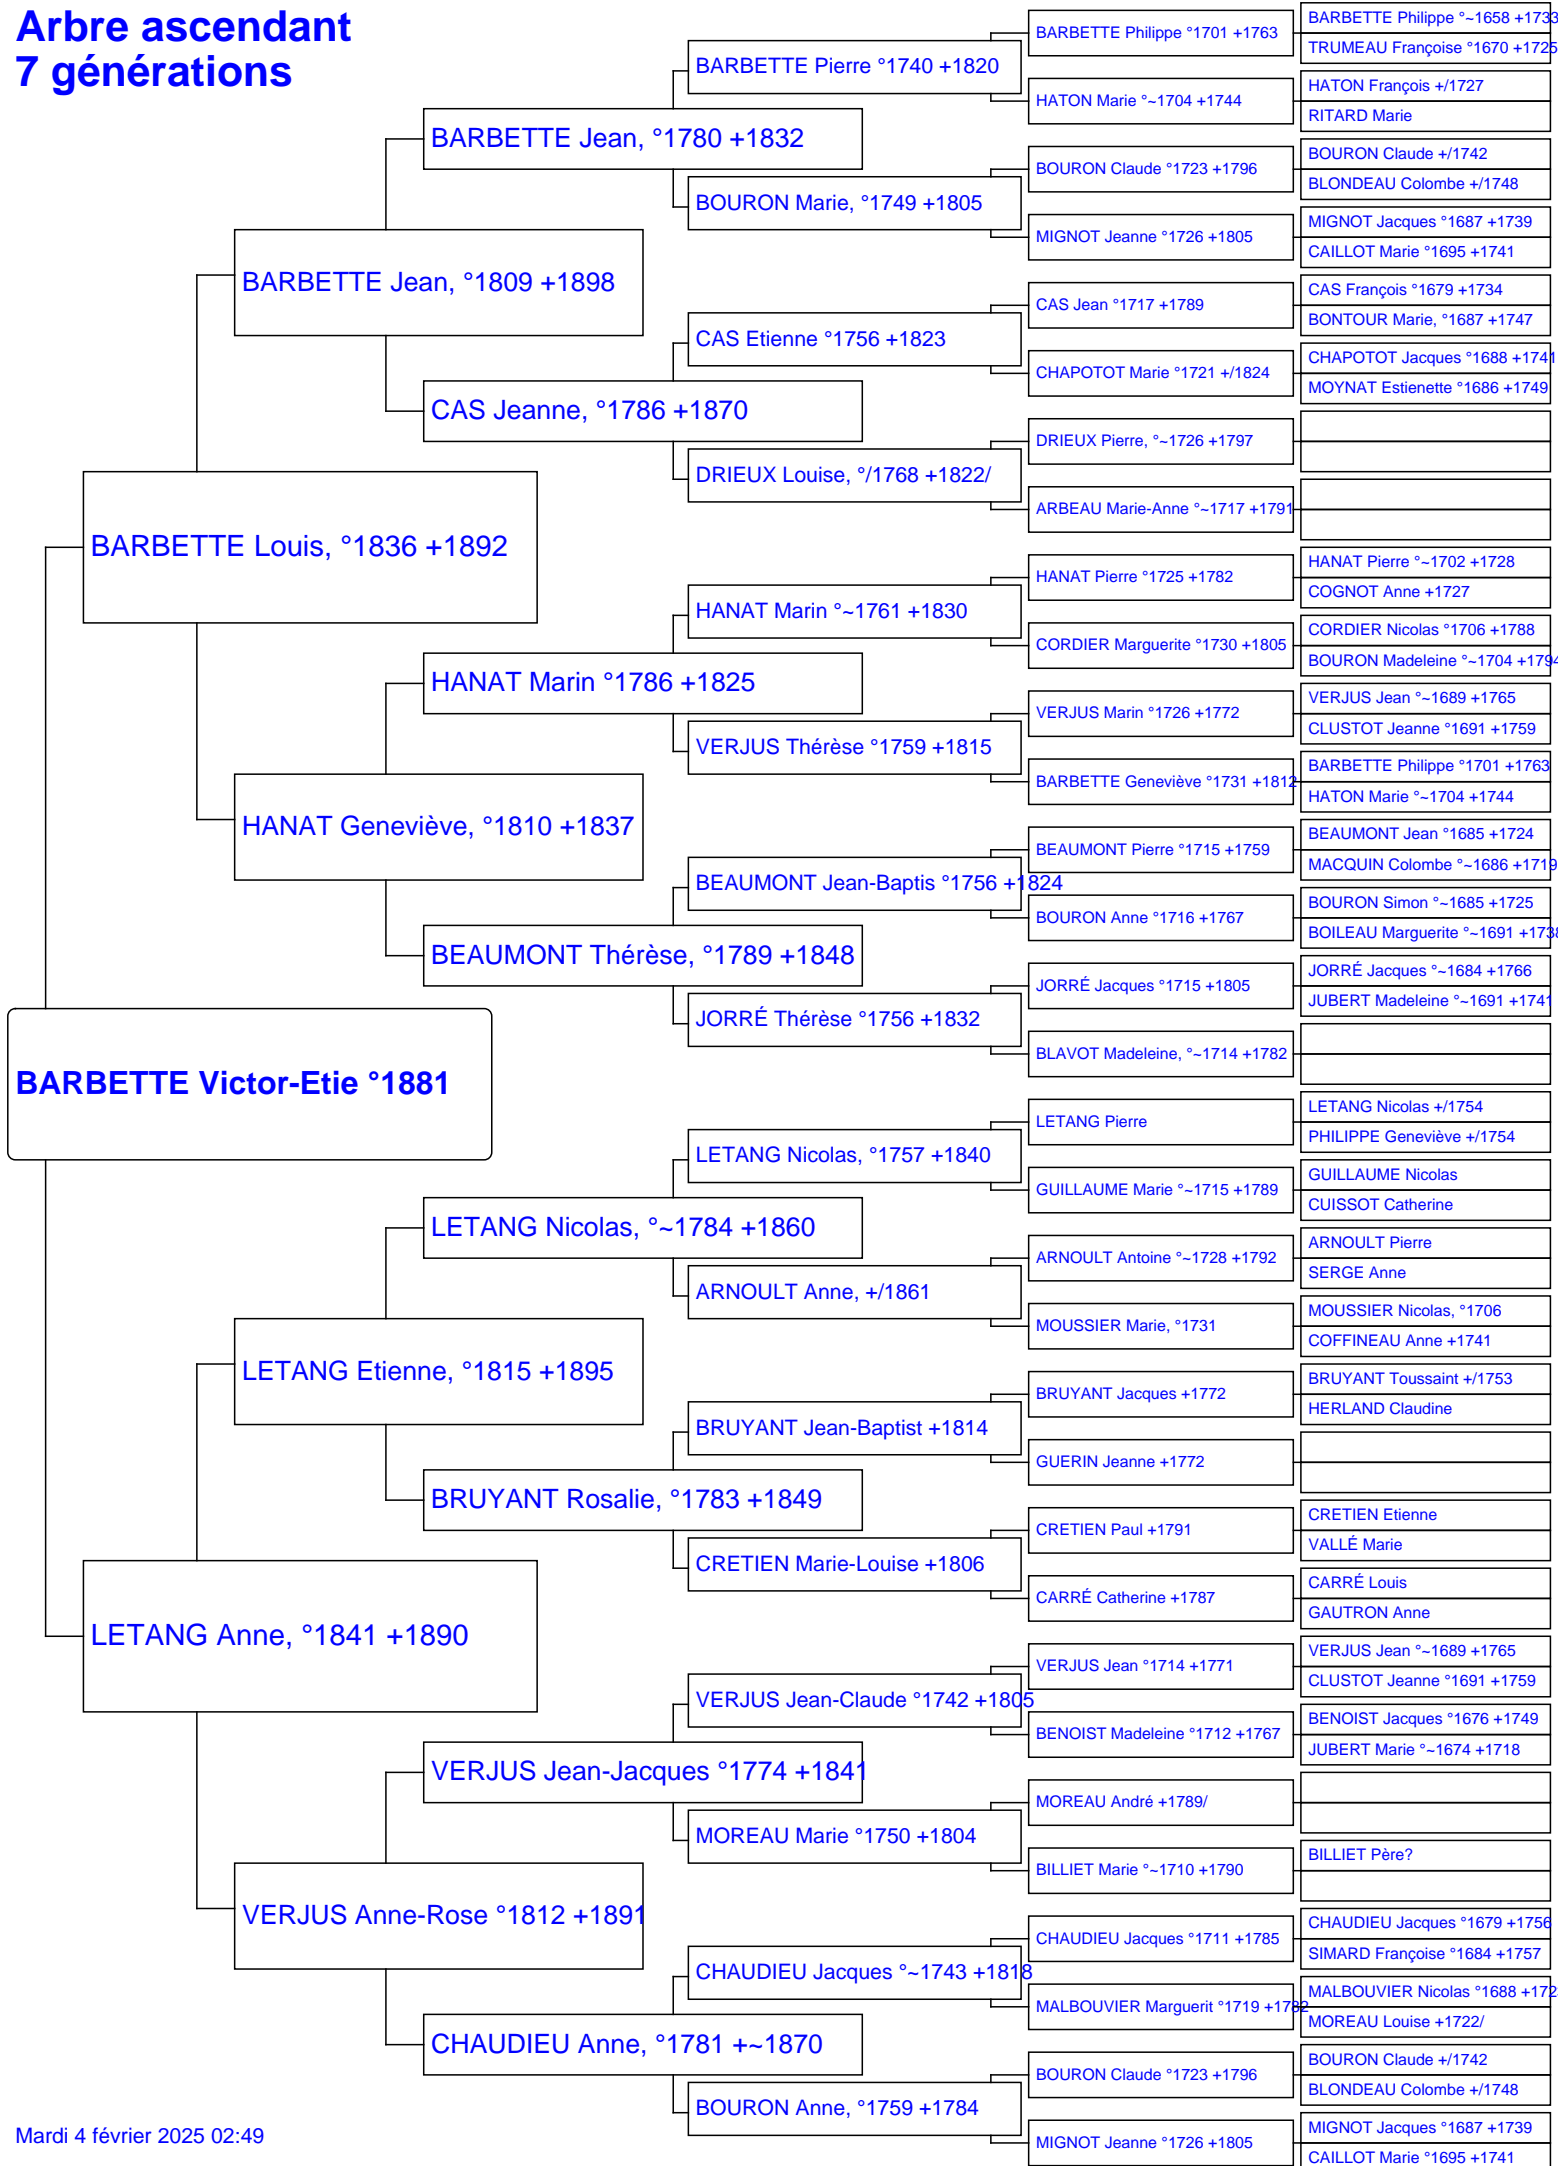 Arbre ascendant
7 générations
BARBETTE Victor-Etie °1881
BARBETTE Louis, °1836 +1892
LETANG Anne, °1841 +1890
BARBETTE Jean, °1809 +1898
HANAT Geneviève, °1810 +1837
LETANG Etienne, °1815 +1895
VERJUS Anne-Rose °1812 +1891
BARBETTE Jean, °1780 +1832
CAS Jeanne, °1786 +1870
HANAT Marin °1786 +1825
BEAUMONT Thérèse, °1789 +1848
LETANG Nicolas, °~1784 +1860
BRUYANT Rosalie, °1783 +1849
VERJUS Jean-Jacques °1774 +1841
CHAUDIEU Anne, °1781 +~1870
BARBETTE Pierre °1740 +1820
BOURON Marie, °1749 +1805
CAS Etienne °1756 +1823
DRIEUX Louise, °/1768 +1822/
HANAT Marin °~1761 +1830
VERJUS Thérèse °1759 +1815
BEAUMONT Jean-Baptis °1756 +1824
JORRÉ Thérèse °1756 +1832
LETANG Nicolas, °1757 +1840
ARNOULT Anne, +/1861
BRUYANT Jean-Baptist +1814
CRETIEN Marie-Louise +1806
VERJUS Jean-Claude °1742 +1805
MOREAU Marie °1750 +1804
CHAUDIEU Jacques °~1743 +1818
BOURON Anne, °1759 +1784
BARBETTE Philippe °1701 +1763
HATON Marie °~1704 +1744
BOURON Claude °1723 +1796
MIGNOT Jeanne °1726 +1805
CAS Jean °1717 +1789
CHAPOTOT Marie °1721 +/1824
DRIEUX Pierre, °~1726 +1797
ARBEAU Marie-Anne °~1717 +1791
HANAT Pierre °1725 +1782
CORDIER Marguerite °1730 +1805
VERJUS Marin °1726 +1772
BARBETTE Geneviève °1731 +1812
BEAUMONT Pierre °1715 +1759
BOURON Anne °1716 +1767
JORRÉ Jacques °1715 +1805
BLAVOT Madeleine, °~1714 +1782
LETANG Pierre
GUILLAUME Marie °~1715 +1789
ARNOULT Antoine °~1728 +1792
MOUSSIER Marie, °1731
BRUYANT Jacques +1772
GUERIN Jeanne +1772
CRETIEN Paul +1791
CARRÉ Catherine +1787
VERJUS Jean °1714 +1771
BENOIST Madeleine °1712 +1767
MOREAU André +1789/
BILLIET Marie °~1710 +1790
CHAUDIEU Jacques °1711 +1785
MALBOUVIER Marguerit °1719 +1782
BOURON Claude °1723 +1796
MIGNOT Jeanne °1726 +1805
BARBETTE Philippe °~1658 +1733
TRUMEAU Françoise °1670 +1725
HATON François +/1727
RITARD Marie
BOURON Claude +/1742
BLONDEAU Colombe +/1748
MIGNOT Jacques °1687 +1739
CAILLOT Marie °1695 +1741
CAS François °1679 +1734
BONTOUR Marie, °1687 +1747
CHAPOTOT Jacques °1688 +1741
MOYNAT Estienette °1686 +1749
HANAT Pierre °~1702 +1728
COGNOT Anne +1727
CORDIER Nicolas °1706 +1788
BOURON Madeleine °~1704 +1794
VERJUS Jean °~1689 +1765
CLUSTOT Jeanne °1691 +1759
BARBETTE Philippe °1701 +1763
HATON Marie °~1704 +1744
BEAUMONT Jean °1685 +1724
MACQUIN Colombe °~1686 +1719
BOURON Simon °~1685 +1725
BOILEAU Marguerite °~1691 +1738
JORRÉ Jacques °~1684 +1766
JUBERT Madeleine °~1691 +1741
LETANG Nicolas +/1754
PHILIPPE Geneviève +/1754
GUILLAUME Nicolas
CUISSOT Catherine
ARNOULT Pierre
SERGE Anne
MOUSSIER Nicolas, °1706
COFFINEAU Anne +1741
BRUYANT Toussaint +/1753
HERLAND Claudine
CRETIEN Etienne
VALLÉ Marie
CARRÉ Louis
GAUTRON Anne
VERJUS Jean °~1689 +1765
CLUSTOT Jeanne °1691 +1759
BENOIST Jacques °1676 +1749
JUBERT Marie °~1674 +1718
BILLIET Père?
CHAUDIEU Jacques °1679 +1756
SIMARD Françoise °1684 +1757
MALBOUVIER Nicolas °1688 +172
MOREAU Louise +1722/
BOURON Claude +/1742
BLONDEAU Colombe +/1748
MIGNOT Jacques °1687 +1739
CAILLOT Marie °1695 +1741
Mardi 4 février 2025 02:49